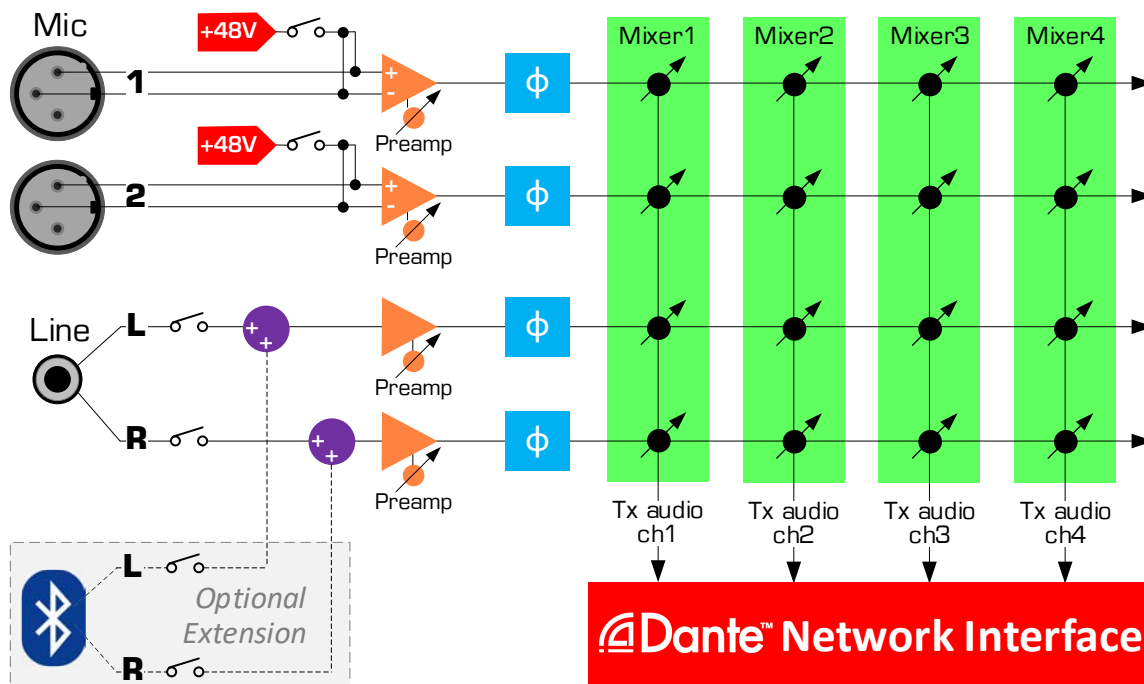 Mic
+48V
1
+
-
Preamp
ϕ
+48V
2
+
-
Preamp
ϕ
Line
L
+
+
Preamp
ϕ
R
+
+
Preamp
ϕ
L
Optional
Extension
R
Mixer1
Mixer2
Mixer3
Mixer4
Tx audio
ch1
Tx audio
ch2
Tx audio
ch3
Tx audio
ch4
Dante™ Network Interface